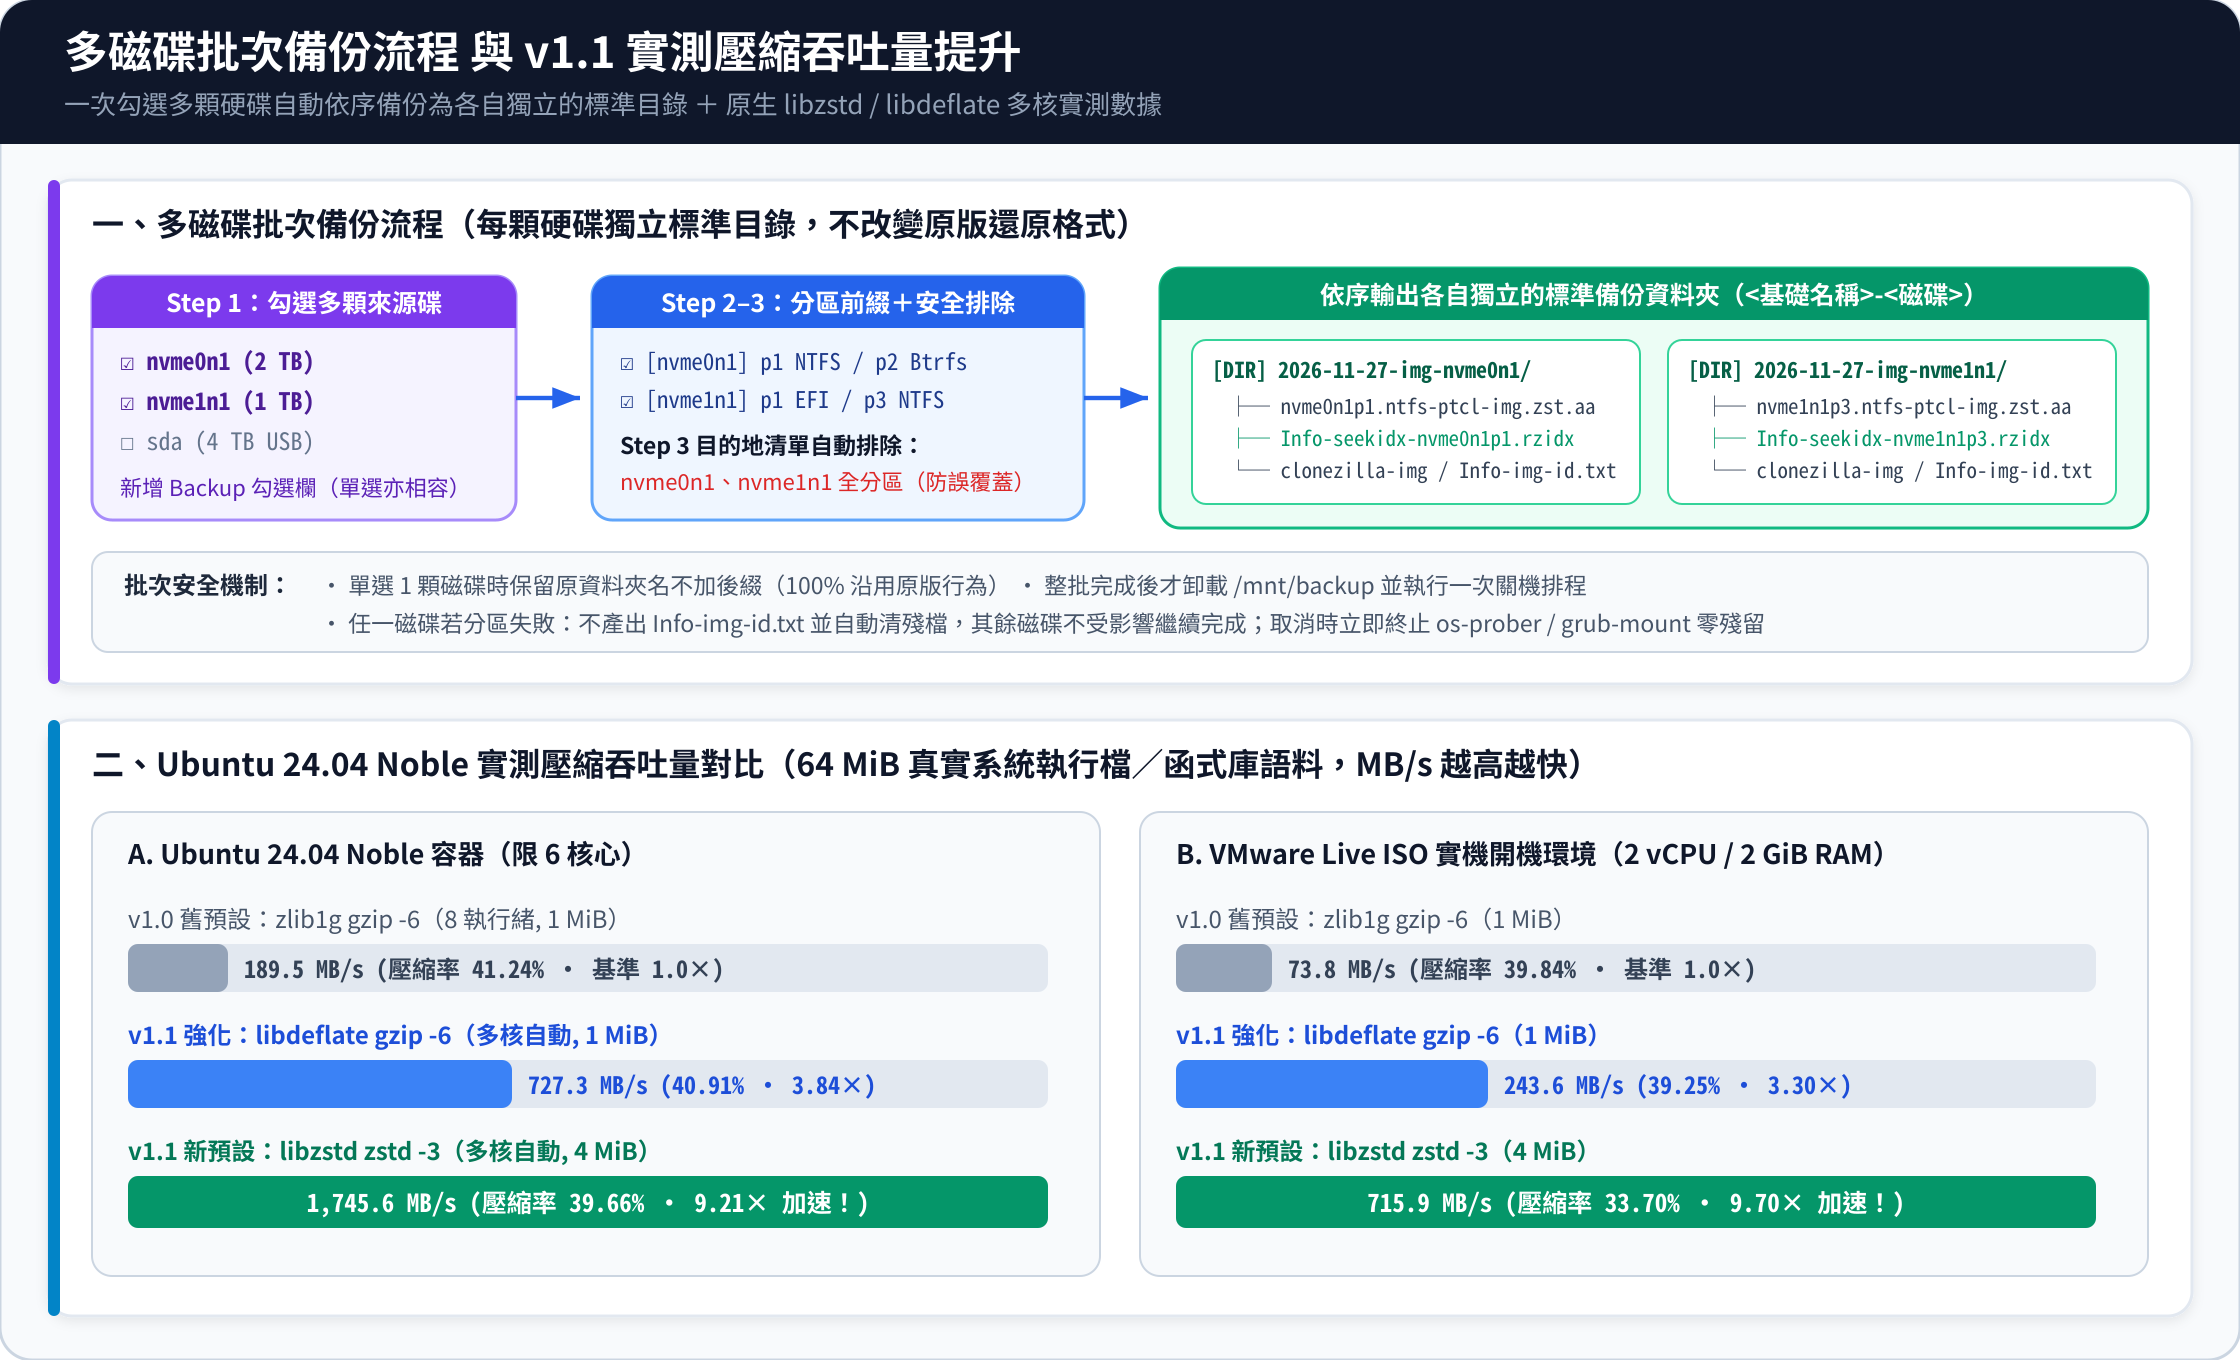 多磁碟批次備份流程 與 v1.1 實測壓縮吞吐量提升
一次勾選多顆硬碟自動依序備份為各自獨立的標準目錄 ＋ 原生 libzstd / libdeflate 多核實測數據
一、多磁碟批次備份流程（每顆硬碟獨立標準目錄，不改變原版還原格式）
Step 1：勾選多顆來源碟
☑ nvme0n1 (2 TB)
☑ nvme1n1 (1 TB)
☐ sda (4 TB USB)
新增 Backup 勾選欄（單選亦相容）
Step 2–3：分區前綴＋安全排除
☑ [nvme0n1] p1 NTFS / p2 Btrfs
☑ [nvme1n1] p1 EFI / p3 NTFS
Step 3 目的地清單自動排除：
nvme0n1、nvme1n1 全分區（防誤覆蓋）
依序輸出各自獨立的標準備份資料夾（<基礎名稱>-<磁碟>）
[DIR] 2026-11-27-img-nvme0n1/
├── nvme0n1p1.ntfs-ptcl-img.zst.aa
├── Info-seekidx-nvme0n1p1.rzidx
└── clonezilla-img / Info-img-id.txt
[DIR] 2026-11-27-img-nvme1n1/
├── nvme1n1p3.ntfs-ptcl-img.zst.aa
├── Info-seekidx-nvme1n1p3.rzidx
└── clonezilla-img / Info-img-id.txt
批次安全機制： • 單選 1 顆磁碟時保留原資料夾名不加後綴（100% 沿用原版行為） • 整批完成後才卸載 /mnt/backup 並執行一次關機排程
• 任一磁碟若分區失敗：不產出 Info-img-id.txt 並自動清殘檔，其餘磁碟不受影響繼續完成；取消時立即終止 os-prober / grub-mount 零殘留
二、Ubuntu 24.04 Noble 實測壓縮吞吐量對比（64 MiB 真實系統執行檔／函式庫語料，MB/s 越高越快）
A. Ubuntu 24.04 Noble 容器（限 6 核心）
v1.0 舊預設：zlib1g gzip -6（8 執行緒, 1 MiB）
189.5 MB/s (壓縮率 41.24% • 基準 1.0×)
v1.1 強化：libdeflate gzip -6（多核自動, 1 MiB）
727.3 MB/s (40.91% • 3.84×)
v1.1 新預設：libzstd zstd -3（多核自動, 4 MiB）
1,745.6 MB/s (壓縮率 39.66% • 9.21× 加速！)
B. VMware Live ISO 實機開機環境（2 vCPU / 2 GiB RAM）
v1.0 舊預設：zlib1g gzip -6（1 MiB）
73.8 MB/s (壓縮率 39.84% • 基準 1.0×)
v1.1 強化：libdeflate gzip -6（1 MiB）
243.6 MB/s (39.25% • 3.30×)
v1.1 新預設：libzstd zstd -3（4 MiB）
715.9 MB/s (壓縮率 33.70% • 9.70× 加速！)